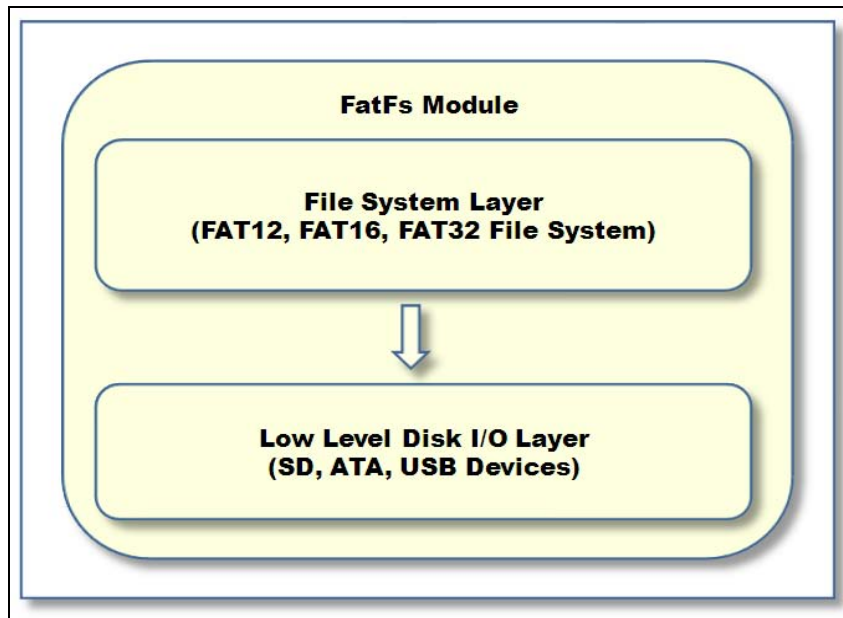 FatFs Module
File System Layer
(FAT12, FAT16, FAT32 File System)
Low Level Disk I/O Layer
(SD, ATA, USB Devices)